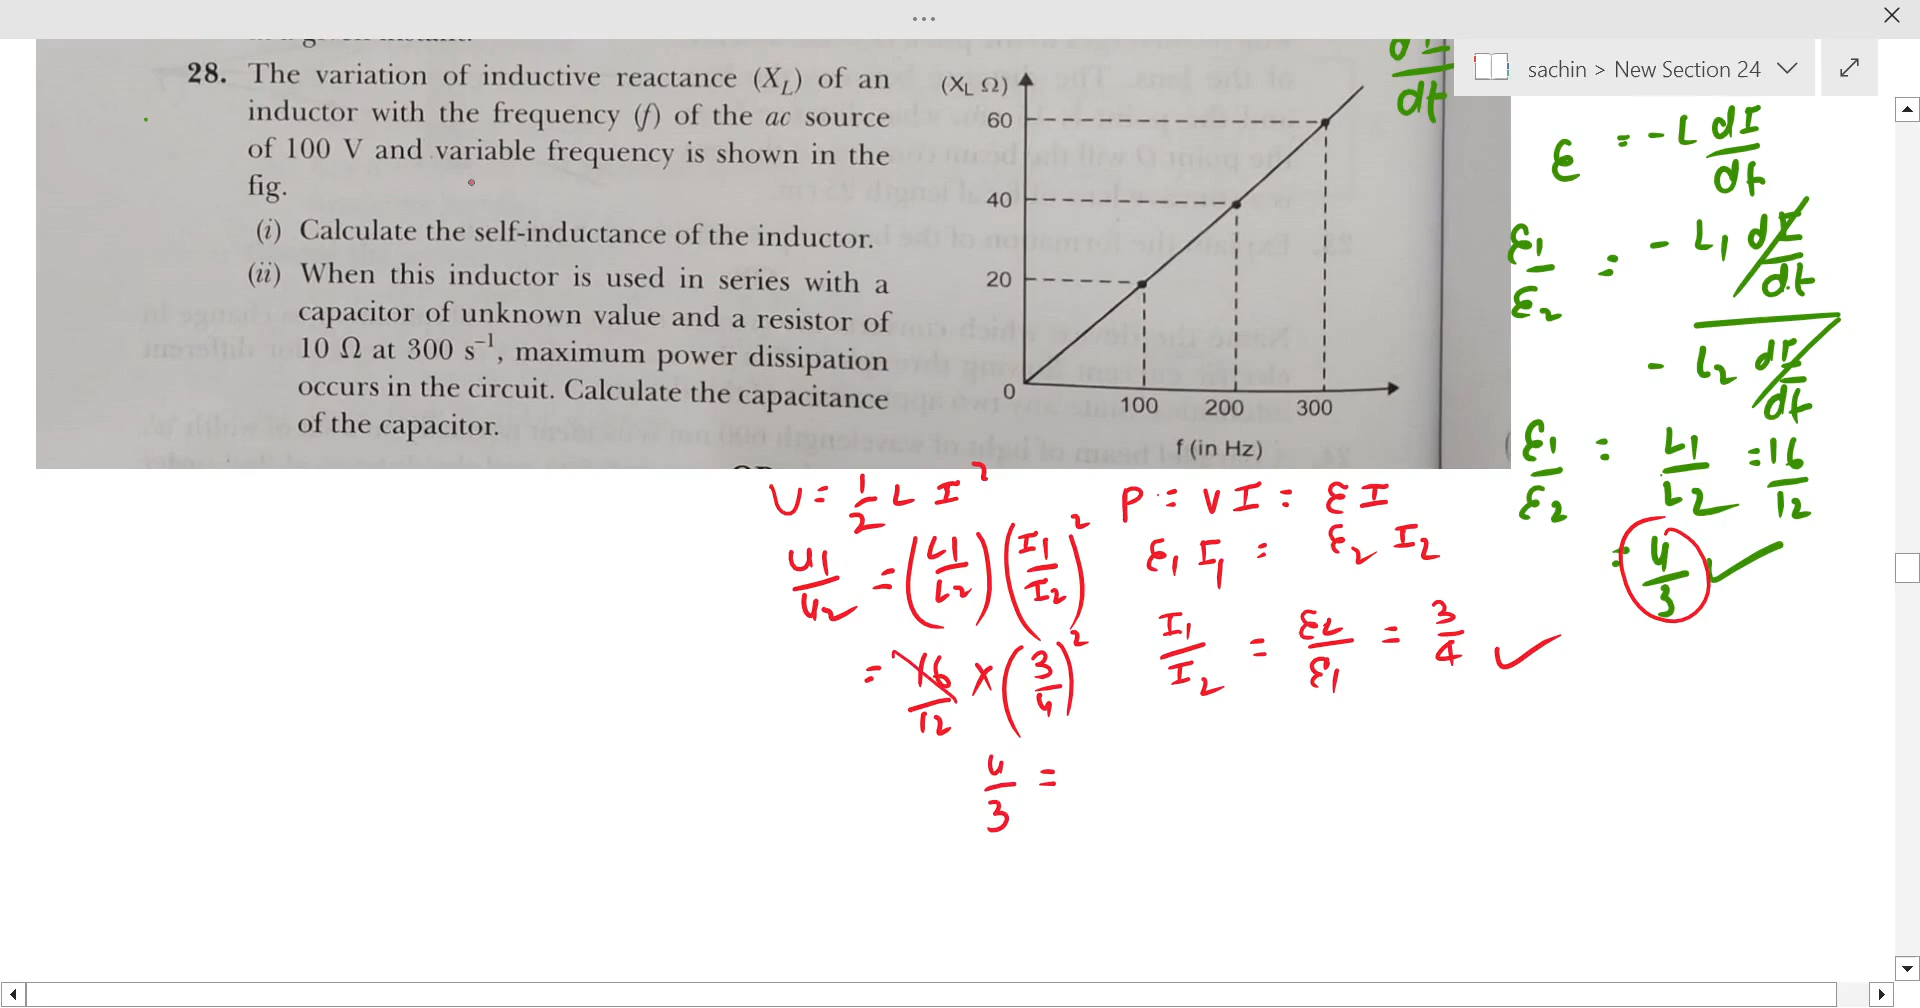 sachin > New Section 24
28. The variation of inductive reactance (X_L) of an
inductor with the frequency (f) of the ac source
of 100 V and variable frequency is shown in the
fig.
(i) Calculate the self-inductance of the inductor.
(ii) When this inductor is used in series with a
capacitor of unknown value and a resistor of
10 Ω at 300 s⁻¹, maximum power dissipation
occurs in the circuit. Calculate the capacitance
of the capacitor.
(X_L Ω)
60
40
20
0
100 200 300
f (in Hz)
dt
ε = - L dI/dt
ε1/ε2 = - L1 dI/dt / - L2 dI/dt
ε1/ε2 = L1/L2 = 16/12
= 4/3
U = 1/2 L I²
u1/u2 = (L1/L2) (I1/I2)²
= 16/12 × (3/4)²
4/3 =
P = V I = ε I
ε1 I1 = ε2 I2
I1/I2 = ε2/ε1 = 3/4